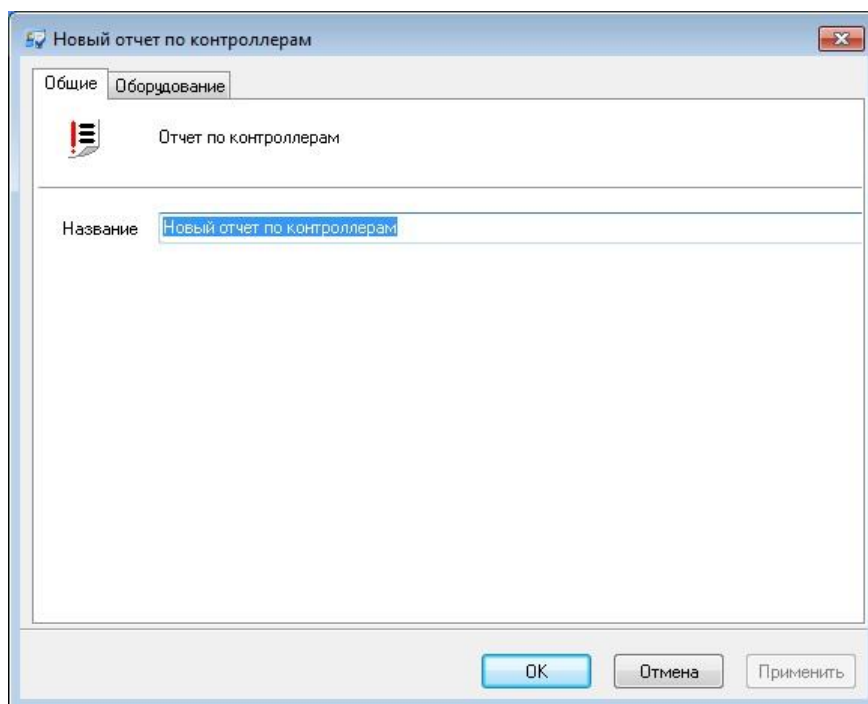 Новый отчет по контроллерам
Общие Оборудование
Отчет по контроллерам
Название Новый отчет по контроллерам
OK Отмена Применить